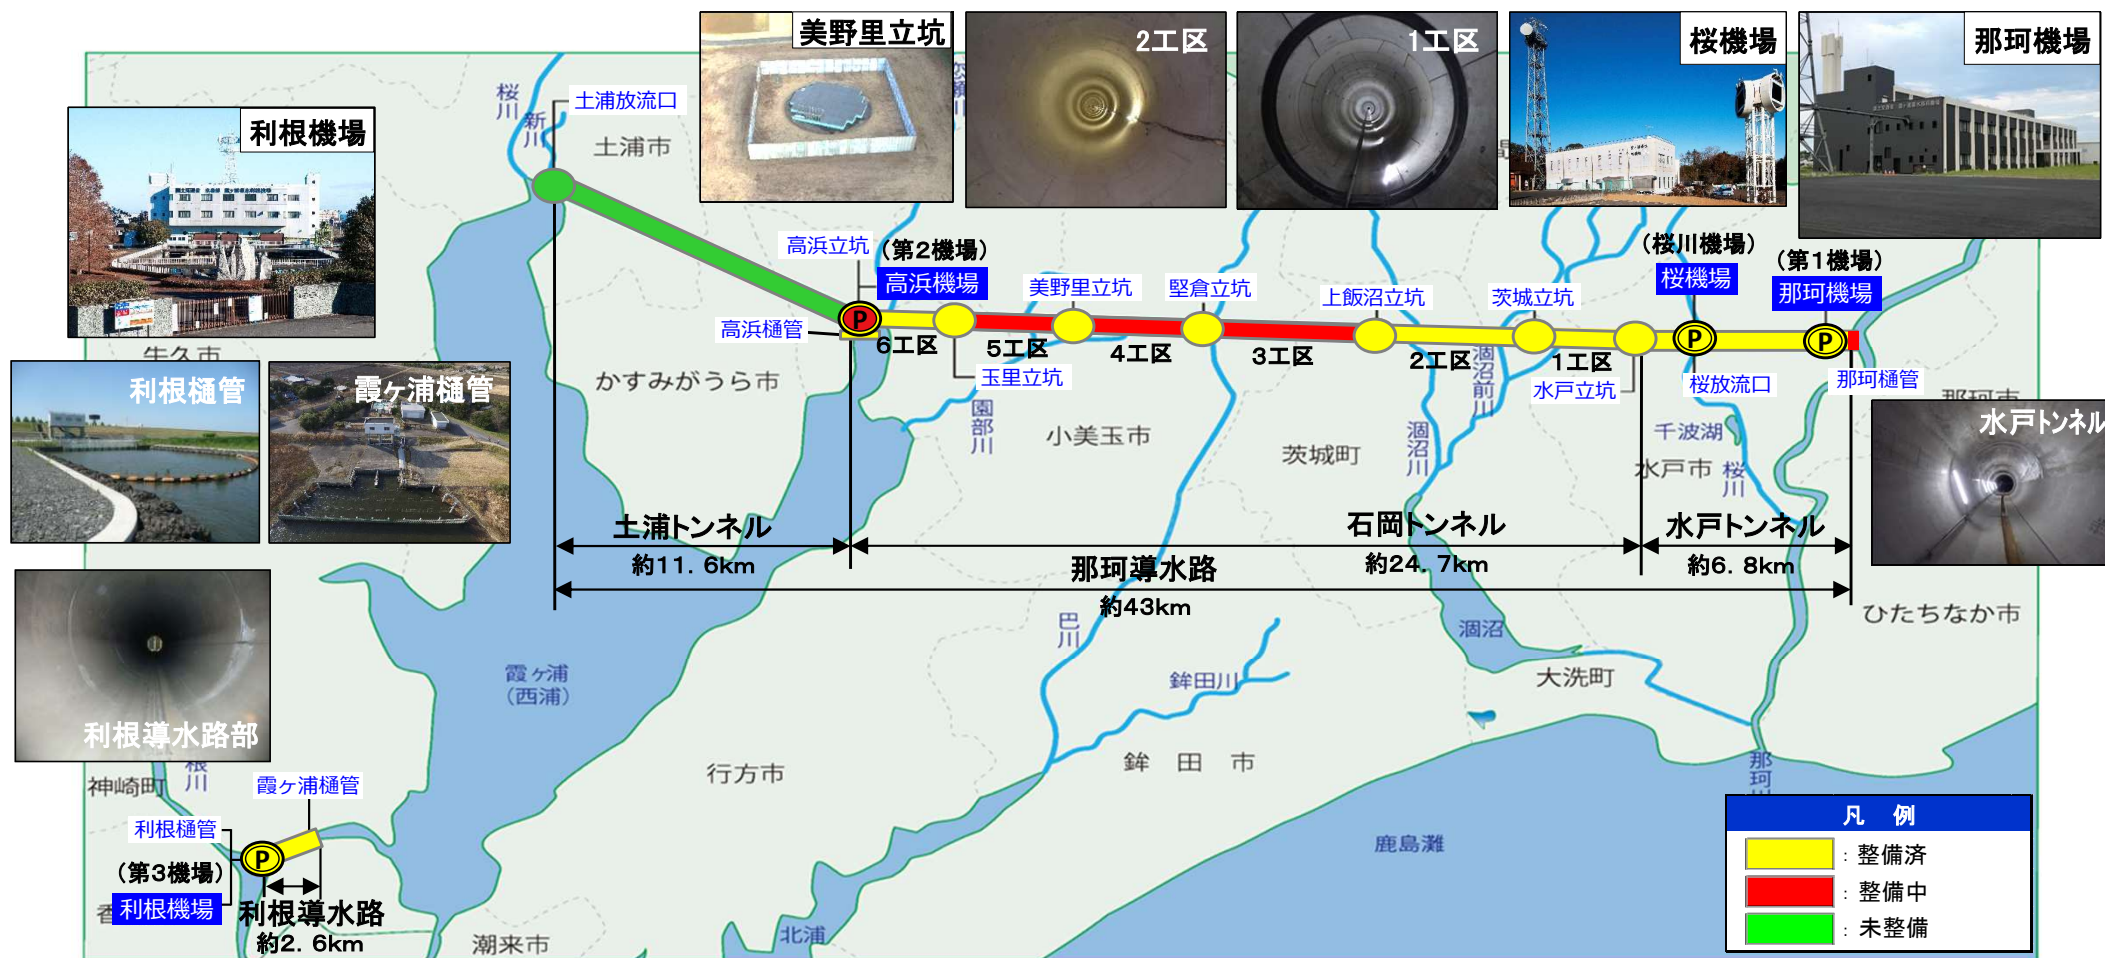 美野里立坑
2工区
1工区
桜機場
那珂機場
利根機場
桜川
新川
土浦放流口
土浦市
高浜立坑
(第2機場)
高浜機場
美野里立坑
堅倉立坑
上飯沼立坑
茨城立坑
(桜川機場)
桜機場
(第1機場)
那珂機場
高浜樋管
P
6工区
5工区
4工区
3工区
2工区
1工区
P
P
玉里立坑
水戸立坑
桜放流口
那珂樋管
牛久市
利根樋管
霞ヶ浦樋管
かすみがうら市
園部川
小美玉市
茨城町
涸沼川
涸沼前川
千波湖
水戸市
桜川
那珂市
水戸トンネル
土浦トンネル
約11.6km
石岡トンネル
約24.7km
水戸トンネル
約6.8km
那珂導水路
約43km
ひたちなか市
利根導水路部
霞ヶ浦
(西浦)
巴川
鉾田川
涸沼
大洗町
行方市
鉾田市
那珂
鹿島灘
神崎町
根川
霞ヶ浦樋管
利根樋管
P
(第3機場)
利根機場
利根導水路
約2.6km
潮来市
北浦
凡例
:整備済
:整備中
:未整備